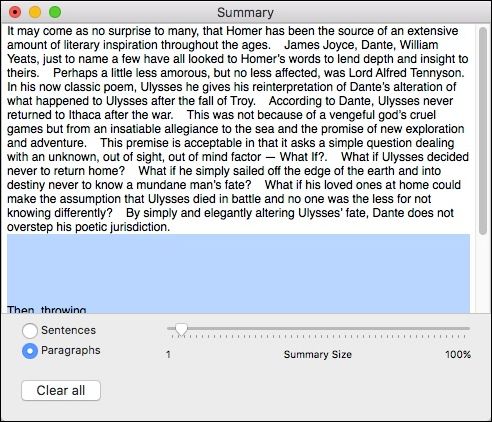 Summary
It may come as no surprise to many, that Homer has been the source of an extensive
amount of literary inspiration throughout the ages.    James Joyce, Dante, William
Yeats, just to name a few have all looked to Homer's words to lend depth and insight to
theirs.    Perhaps a little less amorous, but no less affected, was Lord Alfred Tennyson.
In his now classic poem, Ulysses he gives his reinterpretation of Dante's alteration of
what happened to Ulysses after the fall of Troy.    According to Dante, Ulysses never
returned to Ithaca after the war.    This was not because of a vengeful god's cruel
games but from an insatiable allegiance to the sea and the promise of new exploration
and adventure.    This premise is acceptable in that it asks a simple question dealing
with an unknown, out of sight, out of mind factor — What If?.    What if Ulysses decided
never to return home?    What if he simply sailed off the edge of the earth and into
destiny never to know a mundane man's fate?    What if his loved ones at home could
make the assumption that Ulysses died in battle and no one was the less for not
knowing differently?    By simply and elegantly altering Ulysses' fate, Dante does not
overstep his poetic jurisdiction.
Then, throwing
Sentences
Paragraphs
1 Summary Size 100%
Clear all